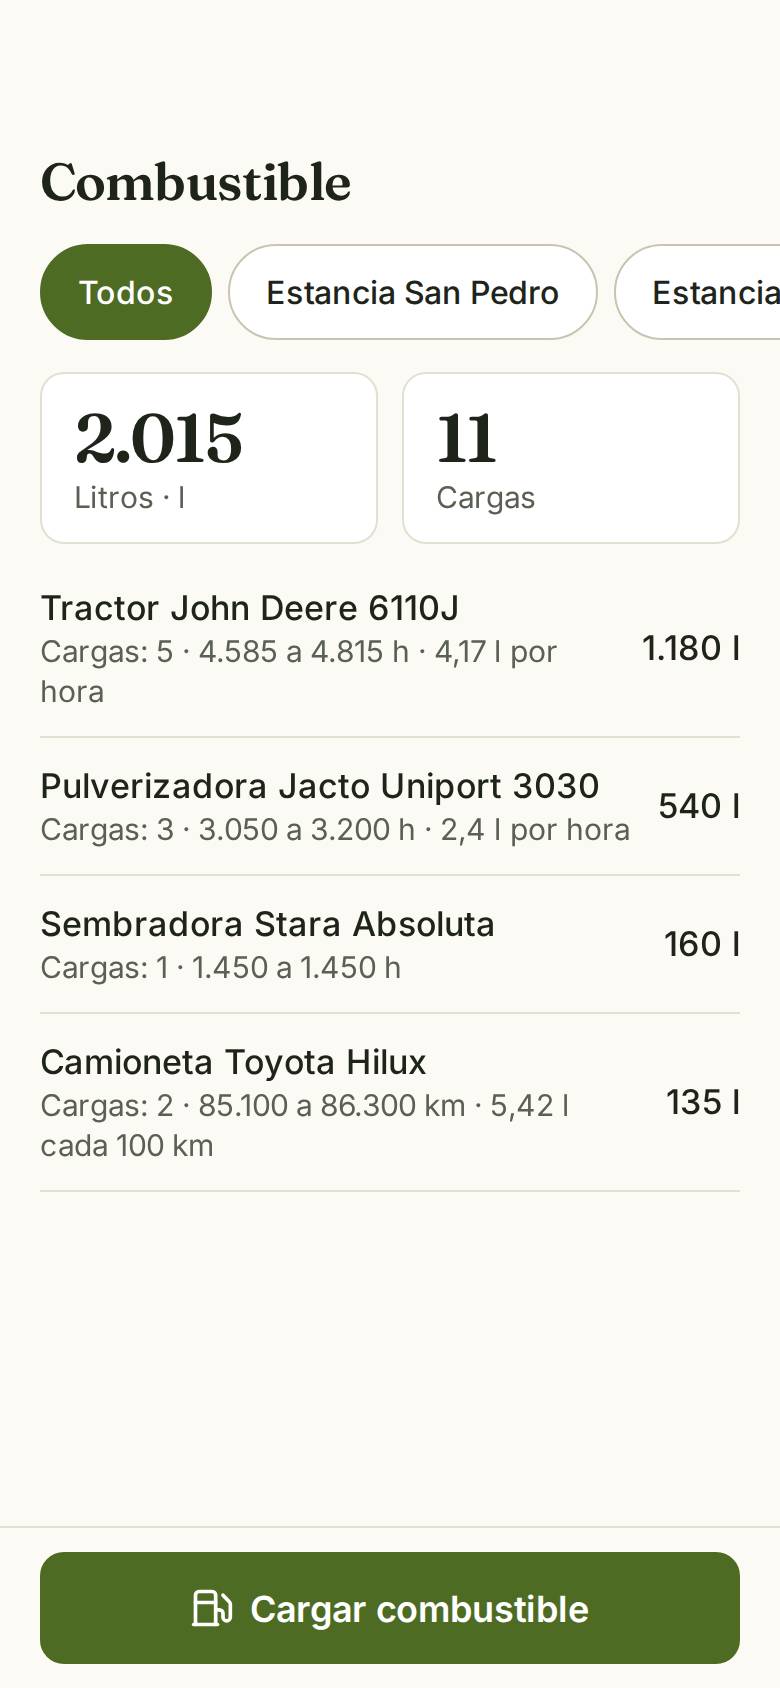 Combustible
Todos
Estancia San Pedro
Estancia
2.015
Litros · l
11
Cargas
Tractor John Deere 6110J
Cargas: 5 · 4.585 a 4.815 h · 4,17 l por
hora
1.180 l
Pulverizadora Jacto Uniport 3030
Cargas: 3 · 3.050 a 3.200 h · 2,4 l por hora
540 l
Sembradora Stara Absoluta
Cargas: 1 · 1.450 a 1.450 h
160 l
Camioneta Toyota Hilux
Cargas: 2 · 85.100 a 86.300 km · 5,42 l
cada 100 km
135 l
Cargar combustible